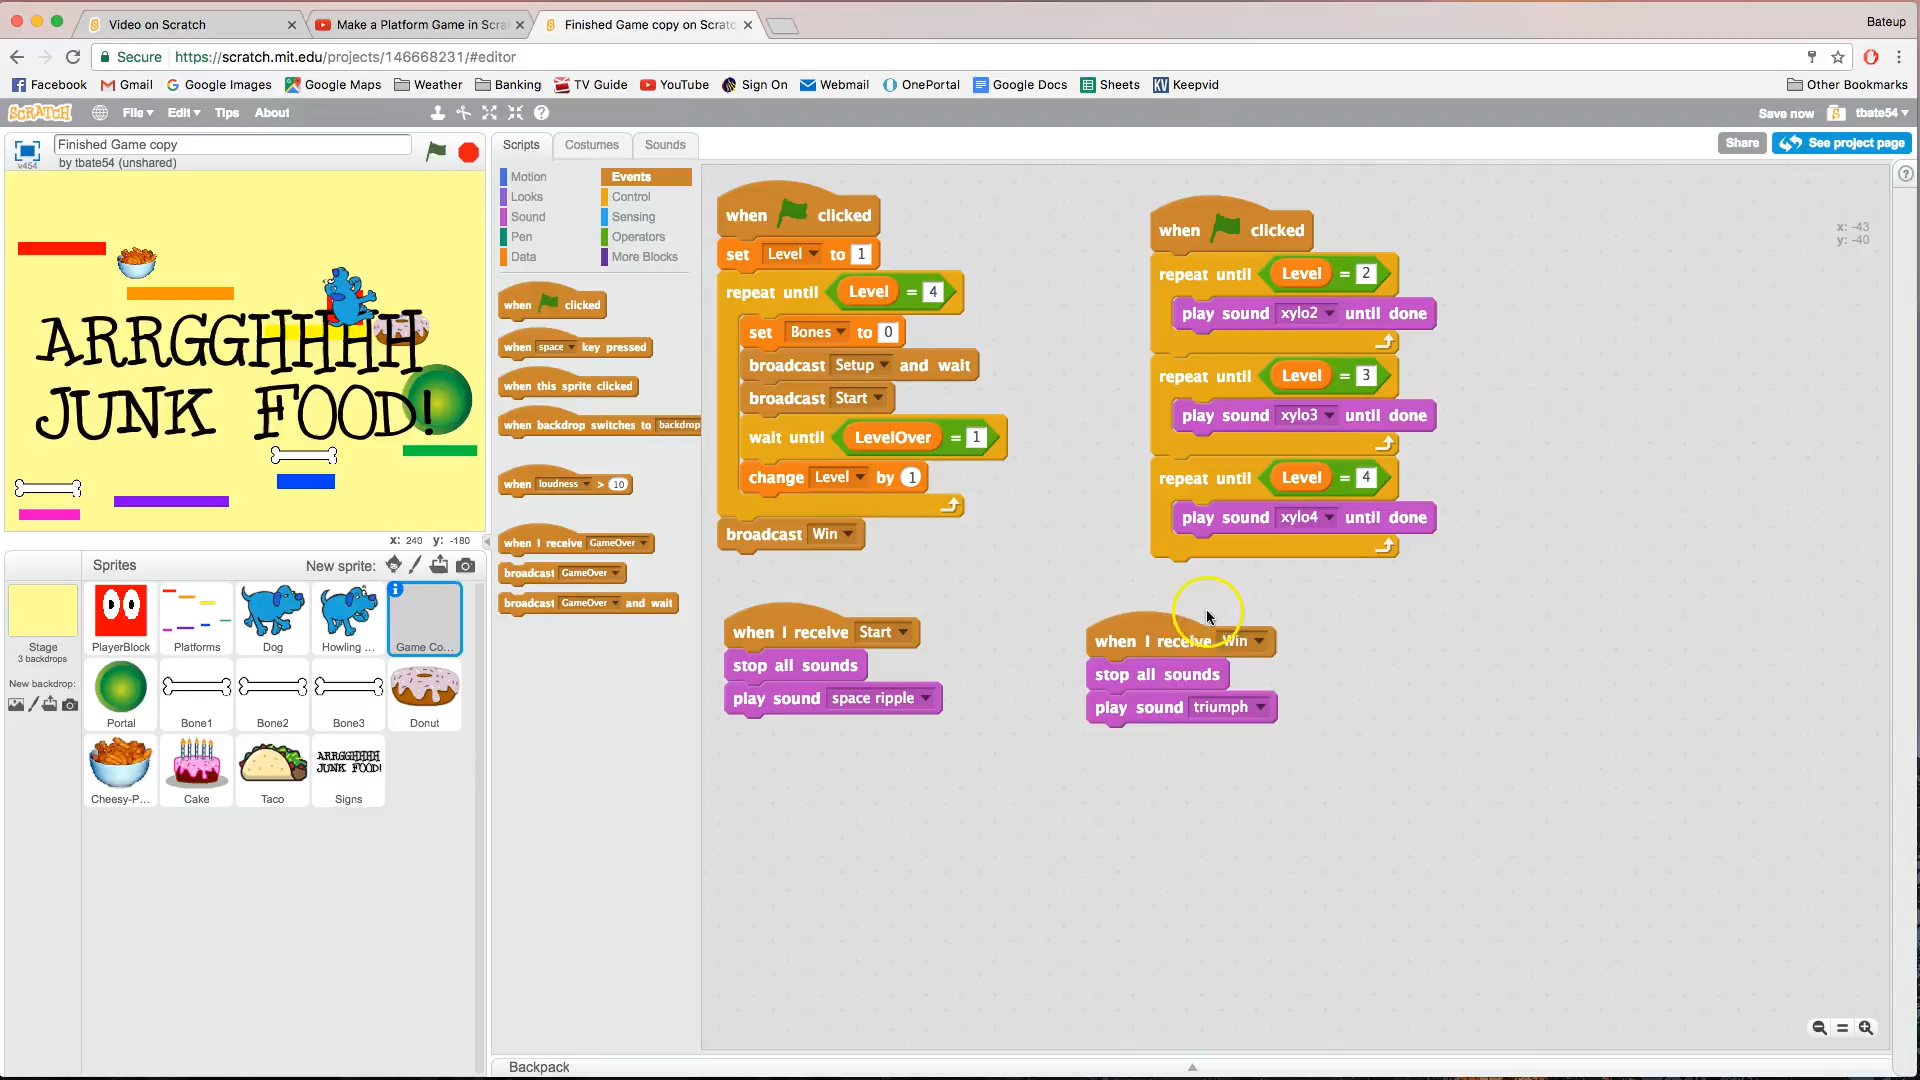 Video on Scratch
Make a Platform Game in Scra
Finished Game copy on Scratc
Bateup
Secure
https://scratch.mit.edu/projects/146668231/#editor
Facebook
Gmail
Google Images
Google Maps
Weather
Banking
TV Guide
YouTube
Sign On
Webmail
OnePortal
Google Docs
Sheets
KV Keepvid
Other Bookmarks
SCRATCH
File
Edit
Tips
About
Save now
tbate54
v454
Finished Game copy
by tbate54 (unshared)
Scripts
Costumes
Sounds
Share
See project page
ARRGGHHHH
JUNK FOOD!
x: 240 y: -180
Motion
Looks
Sound
Pen
Data
Events
Control
Sensing
Operators
More Blocks
when clicked
when space key pressed
when this sprite clicked
when backdrop switches to backdrop
when loudness > 10
when I receive GameOver
broadcast GameOver
broadcast GameOver and wait
when clicked
set Level to 1
repeat until Level = 4
set Bones to 0
broadcast Setup and wait
broadcast Start
wait until LevelOver = 1
change Level by 1
broadcast Win
when I receive Start
stop all sounds
play sound space ripple
when clicked
repeat until Level = 2
play sound xylo2 until done
repeat until Level = 3
play sound xylo3 until done
repeat until Level = 4
play sound xylo4 until done
when I receive Win
stop all sounds
play sound triumph
x: -43
y: -40
Sprites
New sprite:
Stage
3 backdrops
New backdrop:
PlayerBlock
Platforms
Dog
Howling ...
Game Co...
Portal
Bone1
Bone2
Bone3
Donut
Cheesy-P...
Cake
Taco
ARRGGHHHH
JUNK FOOD!
Signs
Backpack